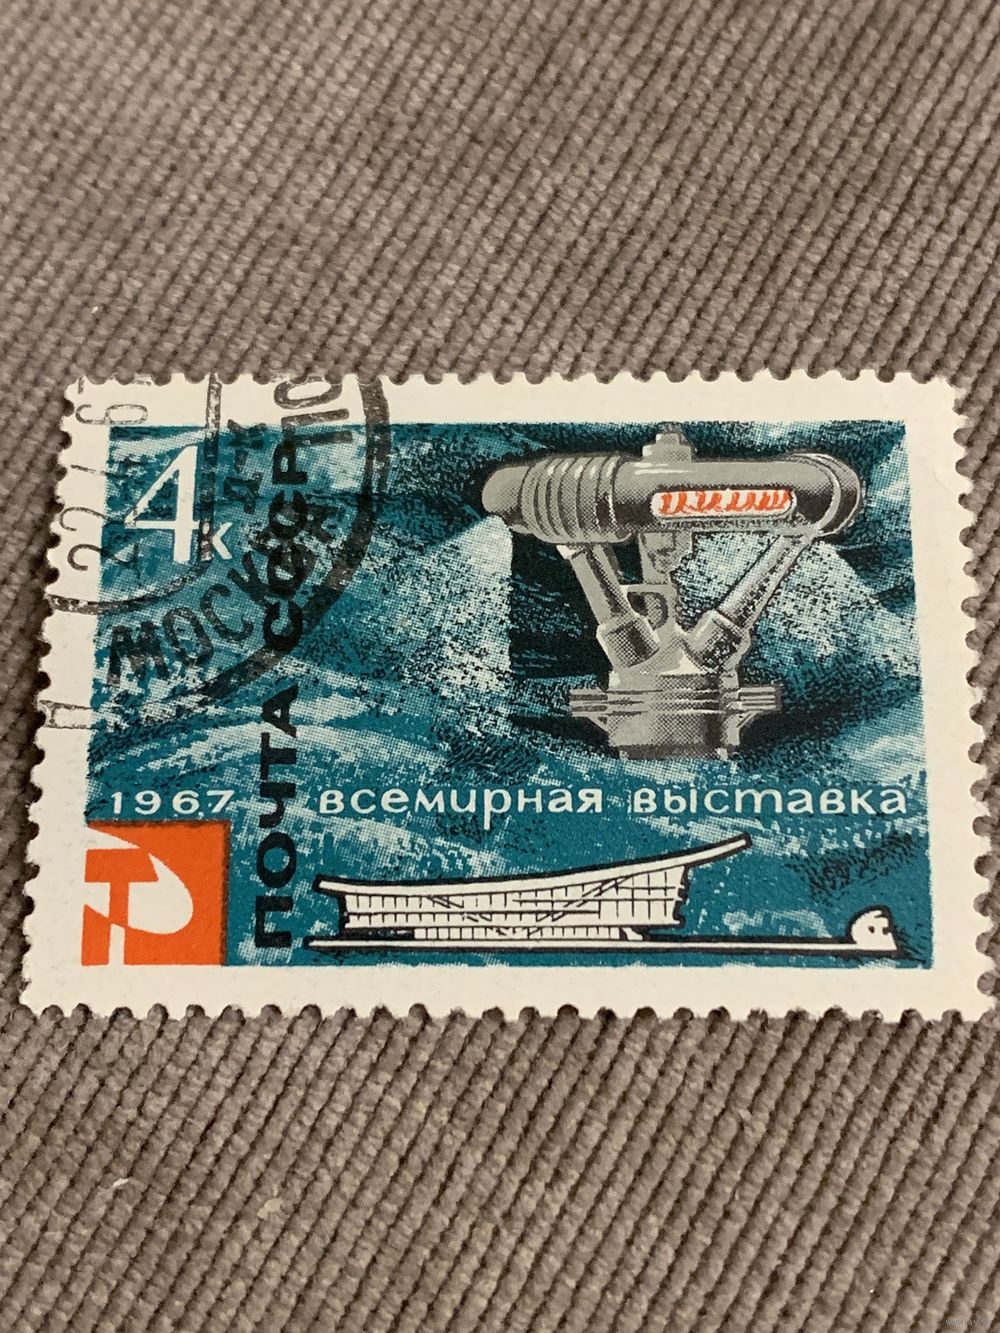 4к
ПОЧТА СССР
МОСКВА
1967 всемирная выставка